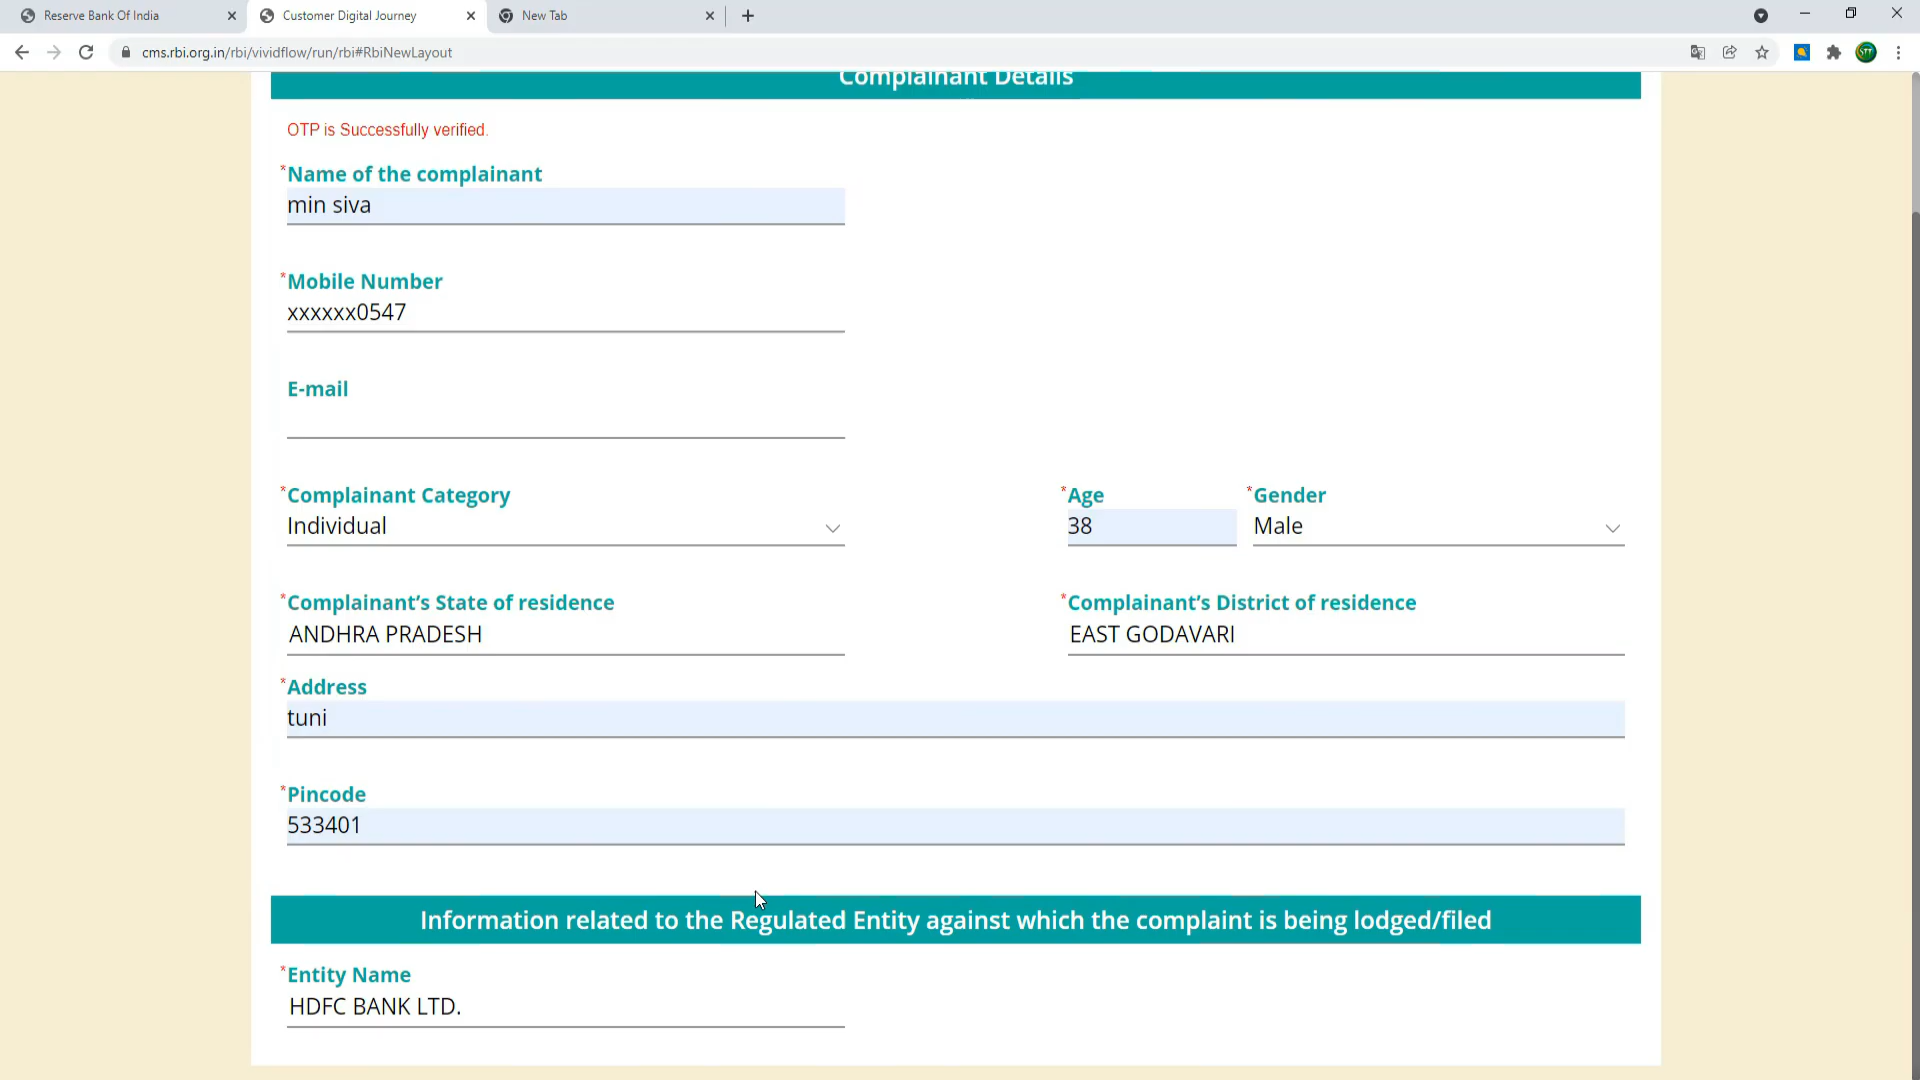 Reserve Bank Of India
Customer Digital Journey
New Tab
cms.rbi.org.in/rbi/vividflow/run/rbi#RbiNewLayout
STT
Complainant Details
OTP is Successfully verified.
*Name of the complainant
min siva
*Mobile Number
xxxxxx0547
E-mail
*Complainant Category
Individual
*Age
38
*Gender
Male
*Complainant’s State of residence
ANDHRA PRADESH
*Complainant’s District of residence
EAST GODAVARI
*Address
tuni
*Pincode
533401
Information related to the Regulated Entity against which the complaint is being lodged/filed
*Entity Name
HDFC BANK LTD.